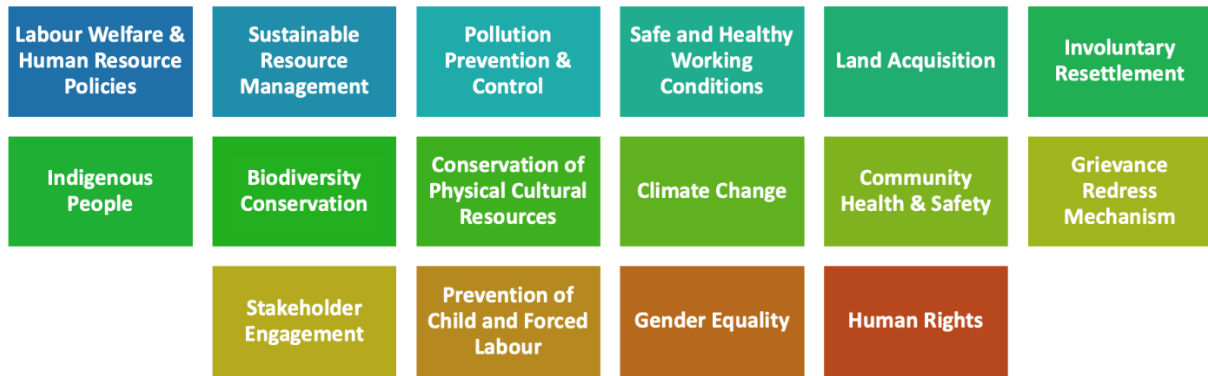 Labour Welfare &
Human Resource
Policies
Sustainable
Resource
Management
Pollution
Prevention &
Control
Safe and Healthy
Working
Conditions
Land Acquisition
Involuntary
Resettlement
Indigenous
People
Biodiversity
Conservation
Conservation of
Physical Cultural
Resources
Climate Change
Community
Health & Safety
Grievance
Redress
Mechanism
Stakeholder
Engagement
Prevention of
Child and Forced
Labour
Gender Equality
Human Rights